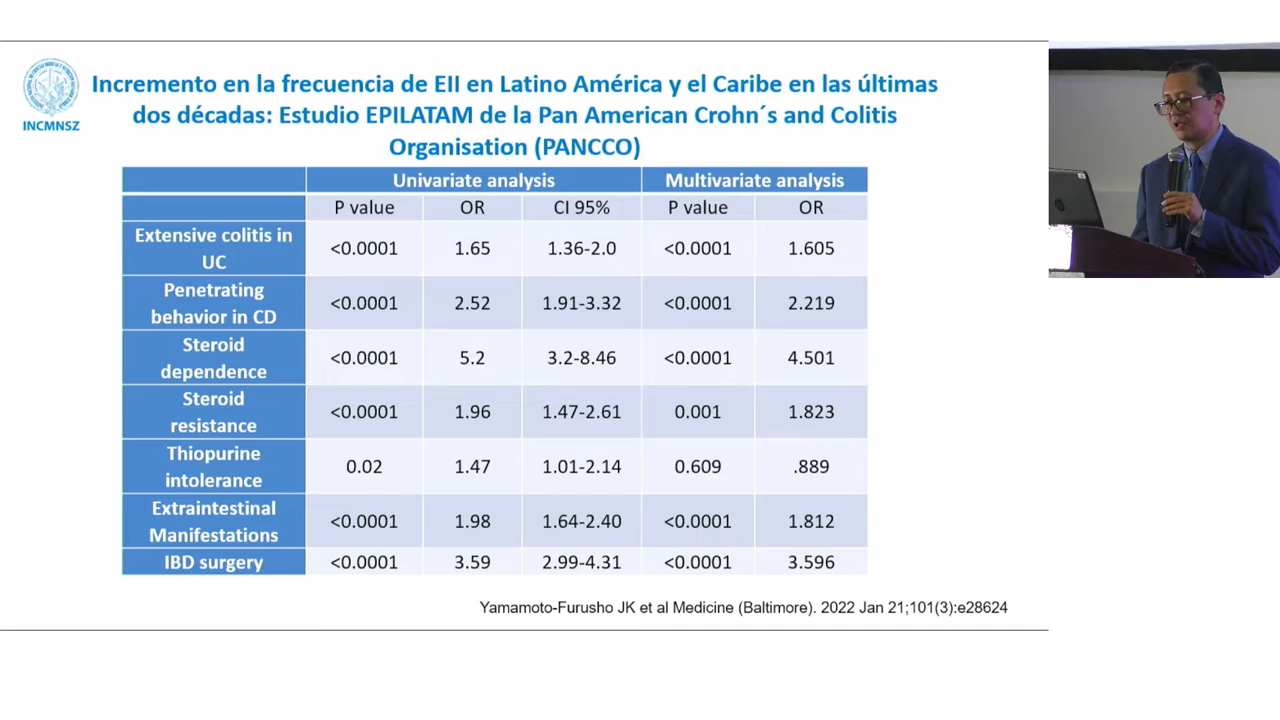 INCMNSZ
Incremento en la frecuencia de EII en Latino América y el Caribe en las últimas
dos décadas: Estudio EPILATAM de la Pan American Crohn´s and Colitis
Organisation (PANCCO)
Univariate analysis Multivariate analysis
P value OR CI 95% P value OR
Extensive colitis in
UC
<0.0001 1.65 1.36-2.0 <0.0001 1.605
Penetrating
behavior in CD
<0.0001 2.52 1.91-3.32 <0.0001 2.219
Steroid
dependence
<0.0001 5.2 3.2-8.46 <0.0001 4.501
Steroid
resistance
<0.0001 1.96 1.47-2.61 0.001 1.823
Thiopurine
intolerance
0.02 1.47 1.01-2.14 0.609 .889
Extraintestinal
Manifestations
<0.0001 1.98 1.64-2.40 <0.0001 1.812
IBD surgery <0.0001 3.59 2.99-4.31 <0.0001 3.596
Yamamoto-Furusho JK et al Medicine (Baltimore). 2022 Jan 21;101(3):e28624